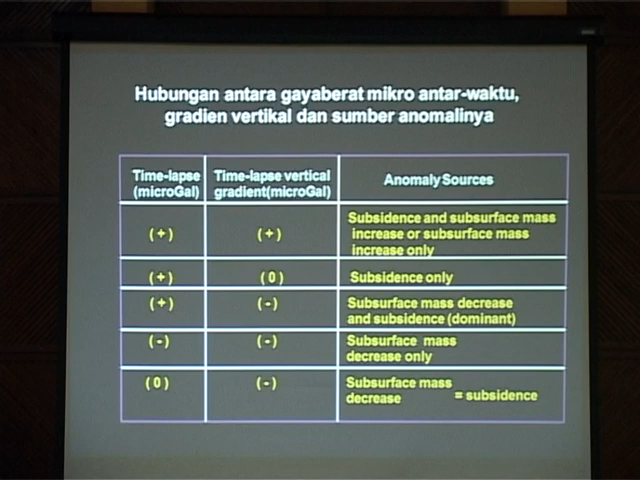 Hubungan antara gayaberat mikro antar-waktu,
gradien vertikal dan sumber anomalinya
Time-lapse (microGal)
Time-lapse vertical gradient(microGal)
Anomaly Sources
(+)
(+)
Subsidence and subsurface mass
increase or subsurface mass
increase only
(+)
(0)
Subsidence only
(+)
(-)
Subsurface mass decrease
and subsidence (dominant)
(-)
(-)
Subsurface mass
decrease only
(0)
(-)
Subsurface mass
decrease = subsidence